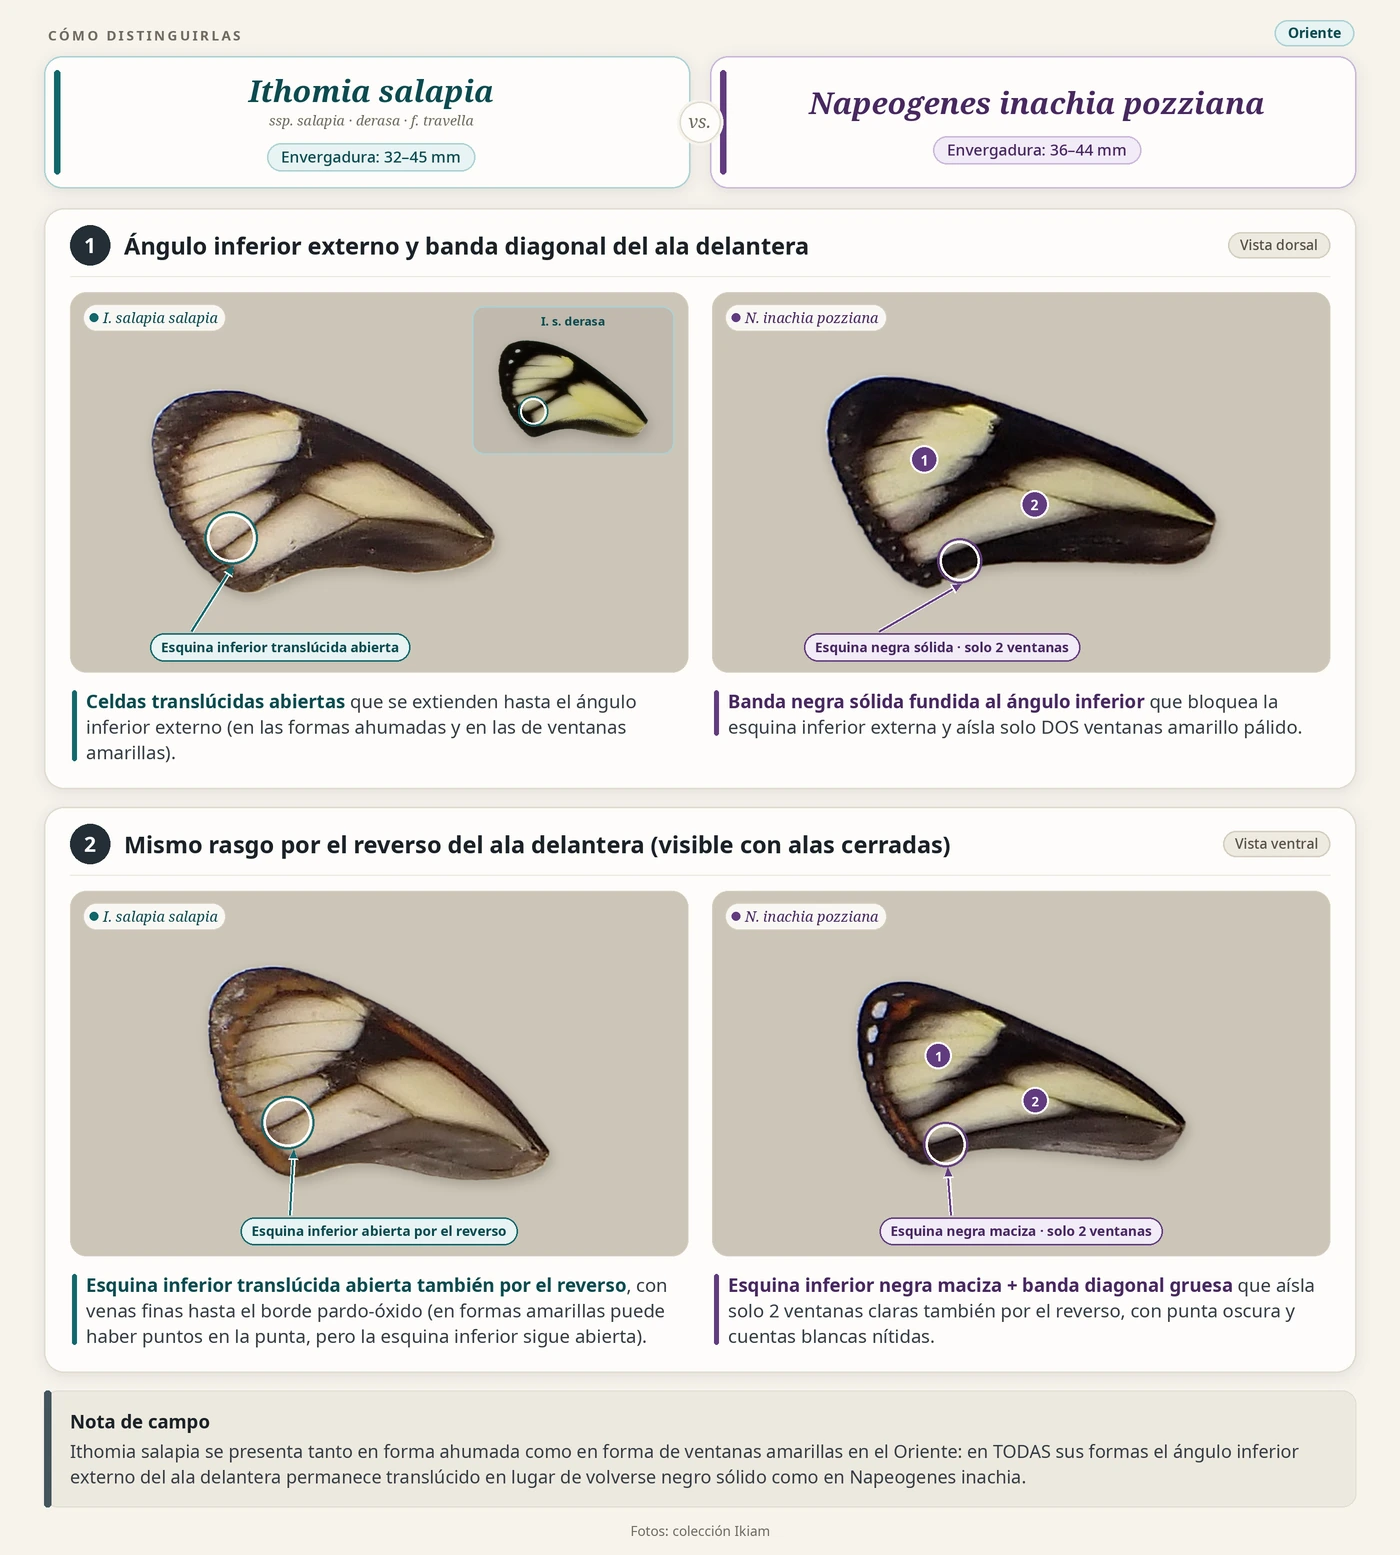 CÓMO DISTINGUIRLAS
Oriente
Ithomia salapia
ssp. salapia · derasa · f. travella
Envergadura: 32–45 mm
vs.
Napeogenes inachia pozziana
Envergadura: 36–44 mm
1 Ángulo inferior externo y banda diagonal del ala delantera
Vista dorsal
I. salapia salapia
I. s. derasa
Esquina inferior translúcida abierta
N. inachia pozziana
1
2
Esquina negra sólida · solo 2 ventanas
Celdas translúcidas abiertas que se extienden hasta el ángulo
inferior externo (en las formas ahumadas y en las de ventanas
amarillas).
Banda negra sólida fundida al ángulo inferior que bloquea la
esquina inferior externa y aísla solo DOS ventanas amarillo pálido.
2 Mismo rasgo por el reverso del ala delantera (visible con alas cerradas)
Vista ventral
I. salapia salapia
Esquina inferior abierta por el reverso
N. inachia pozziana
1
2
Esquina negra maciza · solo 2 ventanas
Esquina inferior translúcida abierta también por el reverso, con
venas finas hasta el borde pardo-óxido (en formas amarillas puede
haber puntos en la punta, pero la esquina inferior sigue abierta).
Esquina inferior negra maciza + banda diagonal gruesa que aísla
solo 2 ventanas claras también por el reverso, con punta oscura y
cuentas blancas nítidas.
Nota de campo
Ithomia salapia se presenta tanto en forma ahumada como en forma de ventanas amarillas en el Oriente: en TODAS sus formas el ángulo inferior
externo del ala delantera permanece translúcido en lugar de volverse negro sólido como en Napeogenes inachia.
Fotos: colección Ikiam